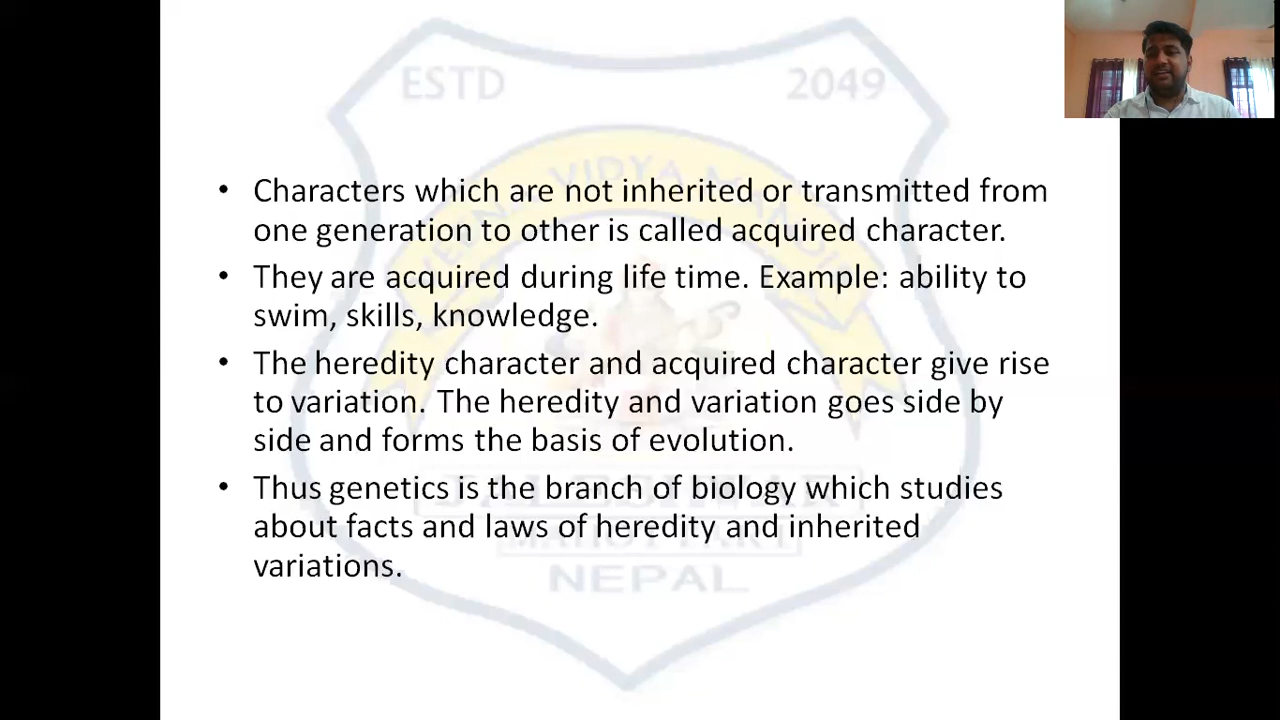 ESTD 2049
VIDYA
• Characters which are not inherited or transmitted from
one generation to other is called acquired character.
• They are acquired during life time. Example: ability to
swim, skills, knowledge.
• The heredity character and acquired character give rise
to variation. The heredity and variation goes side by
side and forms the basis of evolution.
• Thus genetics is the branch of biology which studies
about facts and laws of heredity and inherited
variations.
NEPAL